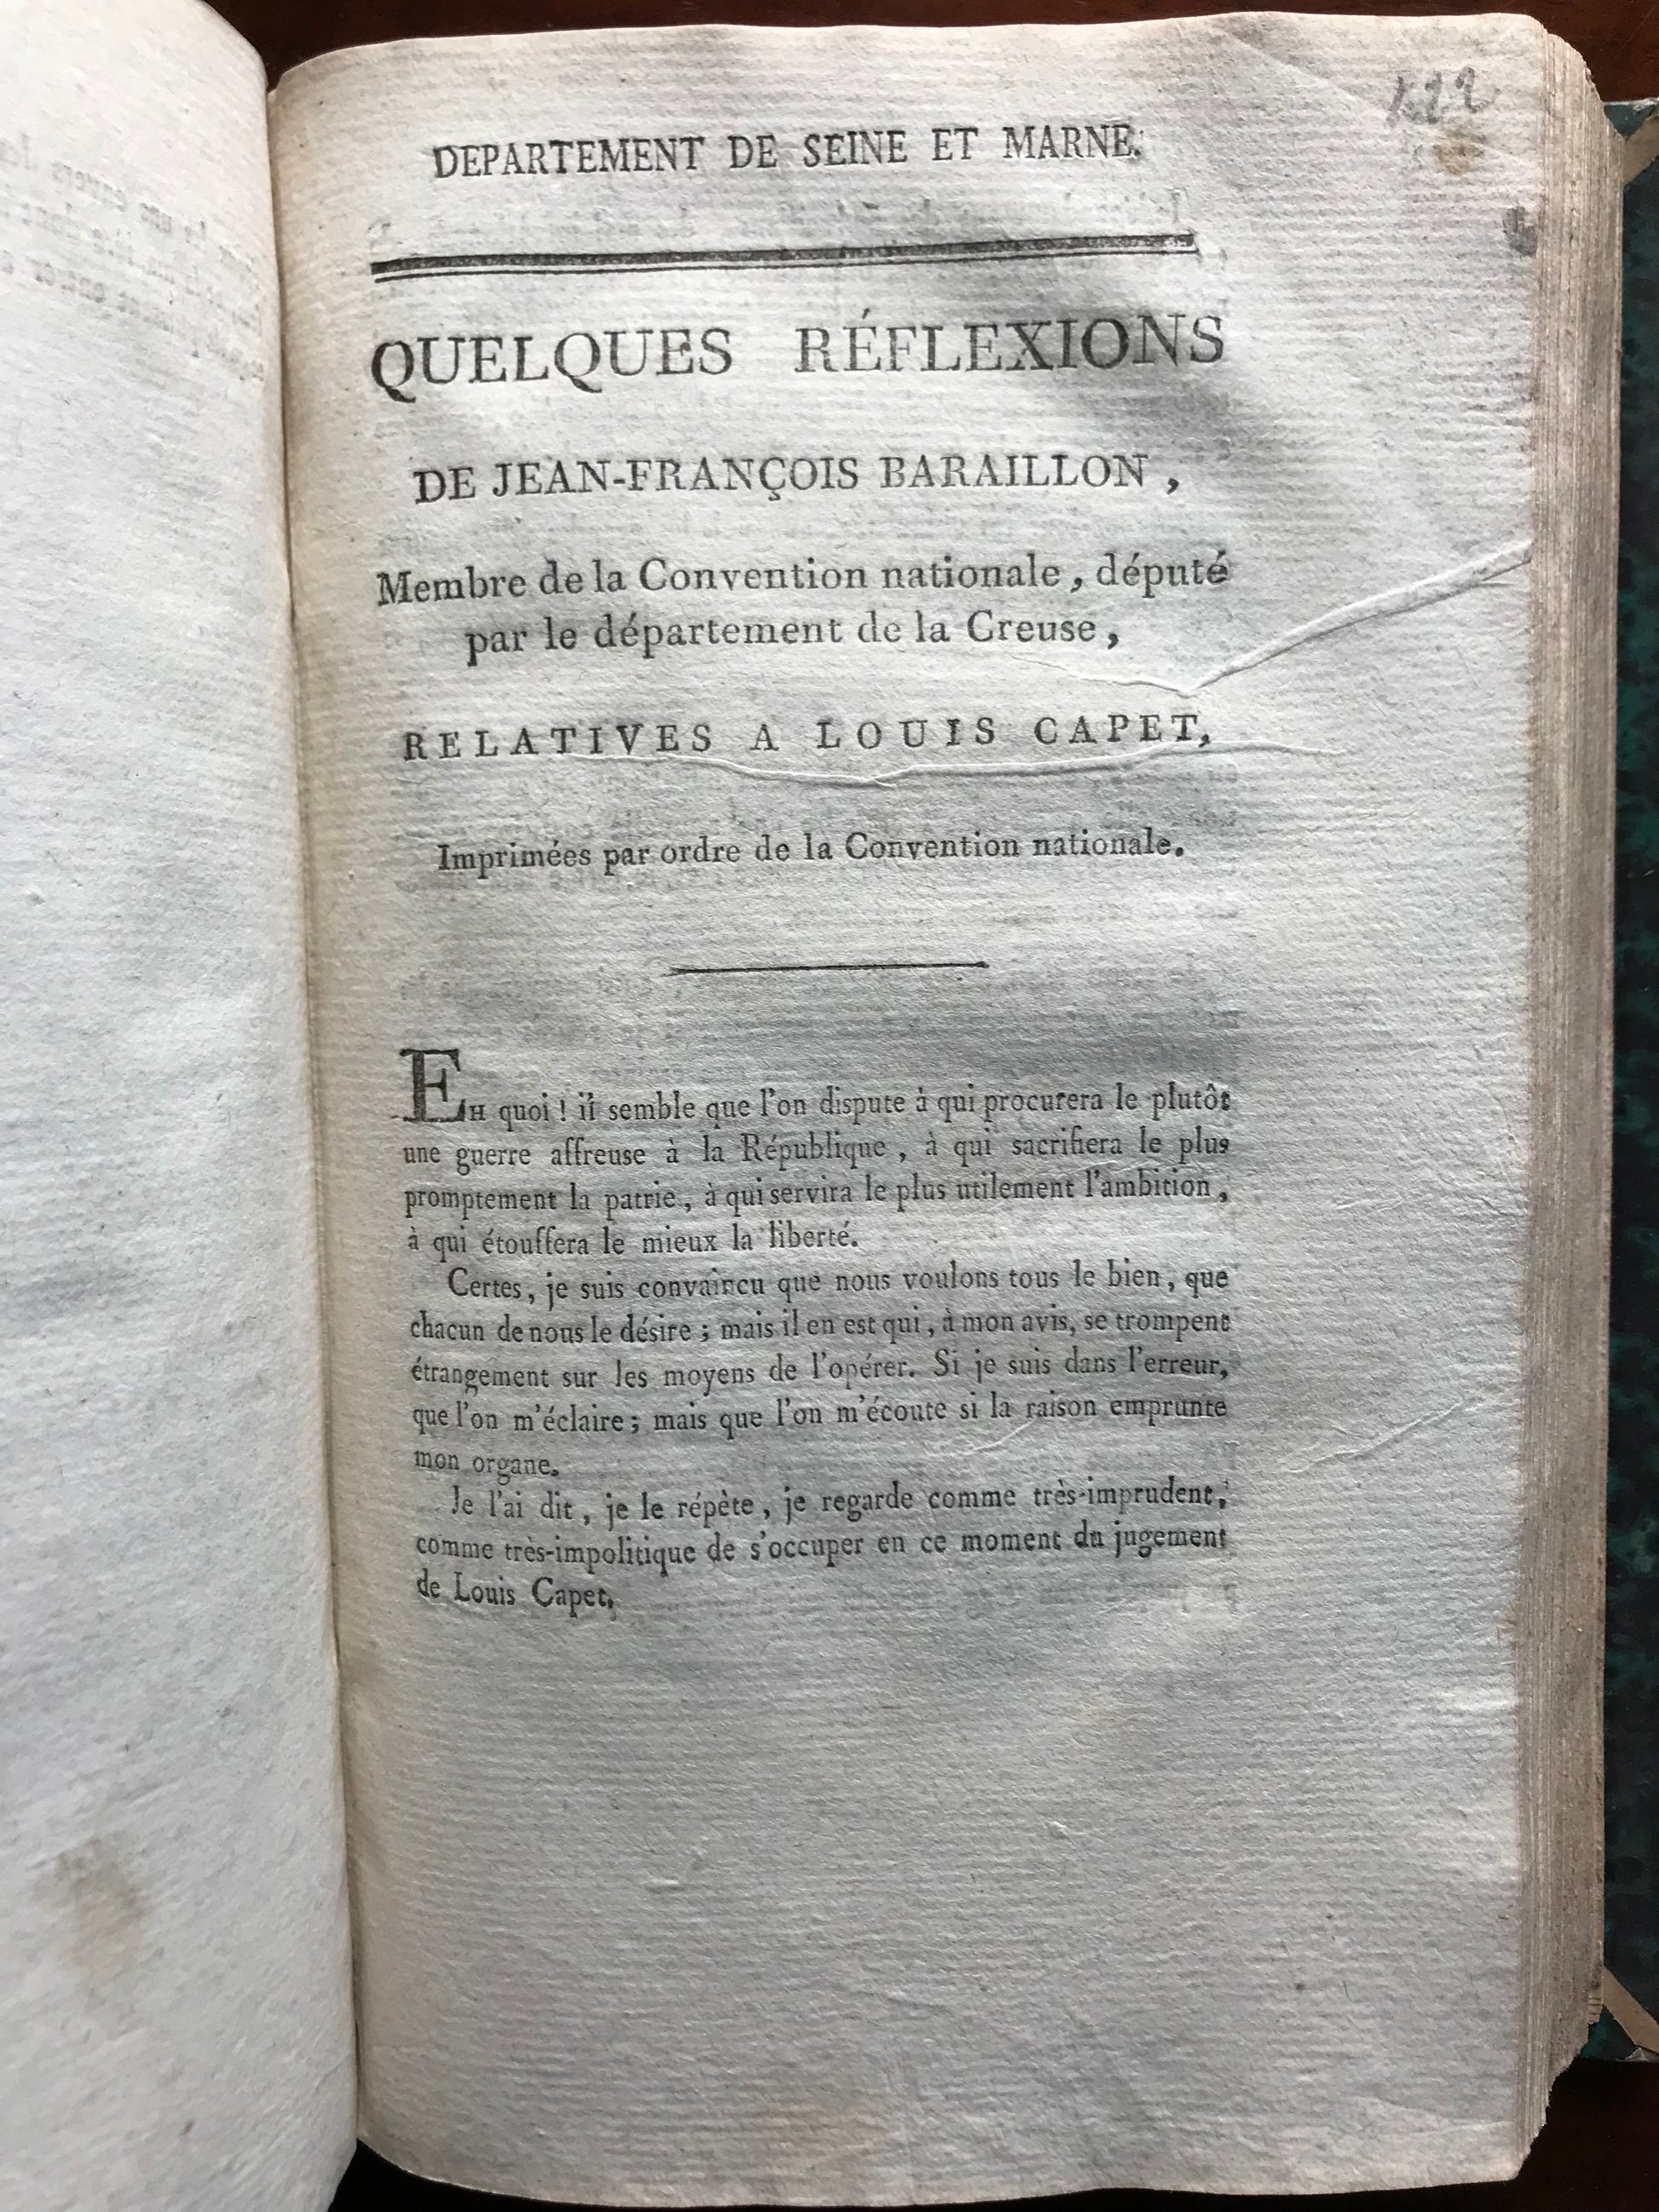 422
DEPARTEMENT DE SEINE ET MARNE.
QUELQUES RÉFLEXIONS
DE JEAN-FRANÇOIS BARAILLON,
Membre de la Convention nationale, député
par le département de la Creuse,
RELATIVES A LOUIS CAPET,
Imprimées par ordre de la Convention nationale.
EH quoi ! il semble que l'on dispute à qui procurera le plutôt
une guerre affreuse à la République, à qui sacrifiera le plus
promptement la patrie, à qui servira le plus utilement l'ambition,
à qui étouffera le mieux la liberté.
Certes, je suis convaincu que nous voulons tous le bien, que
chacun de nous le désire ; mais il en est qui, à mon avis, se trompent
étrangement sur les moyens de l'opérer. Si je suis dans l'erreur,
que l'on m'éclaire ; mais que l'on m'écoute si la raison emprunte
mon organe.
Je l'ai dit, je le répète, je regarde comme très-imprudent,
comme très-impolitique de s'occuper en ce moment du jugement
de Louis Capet.